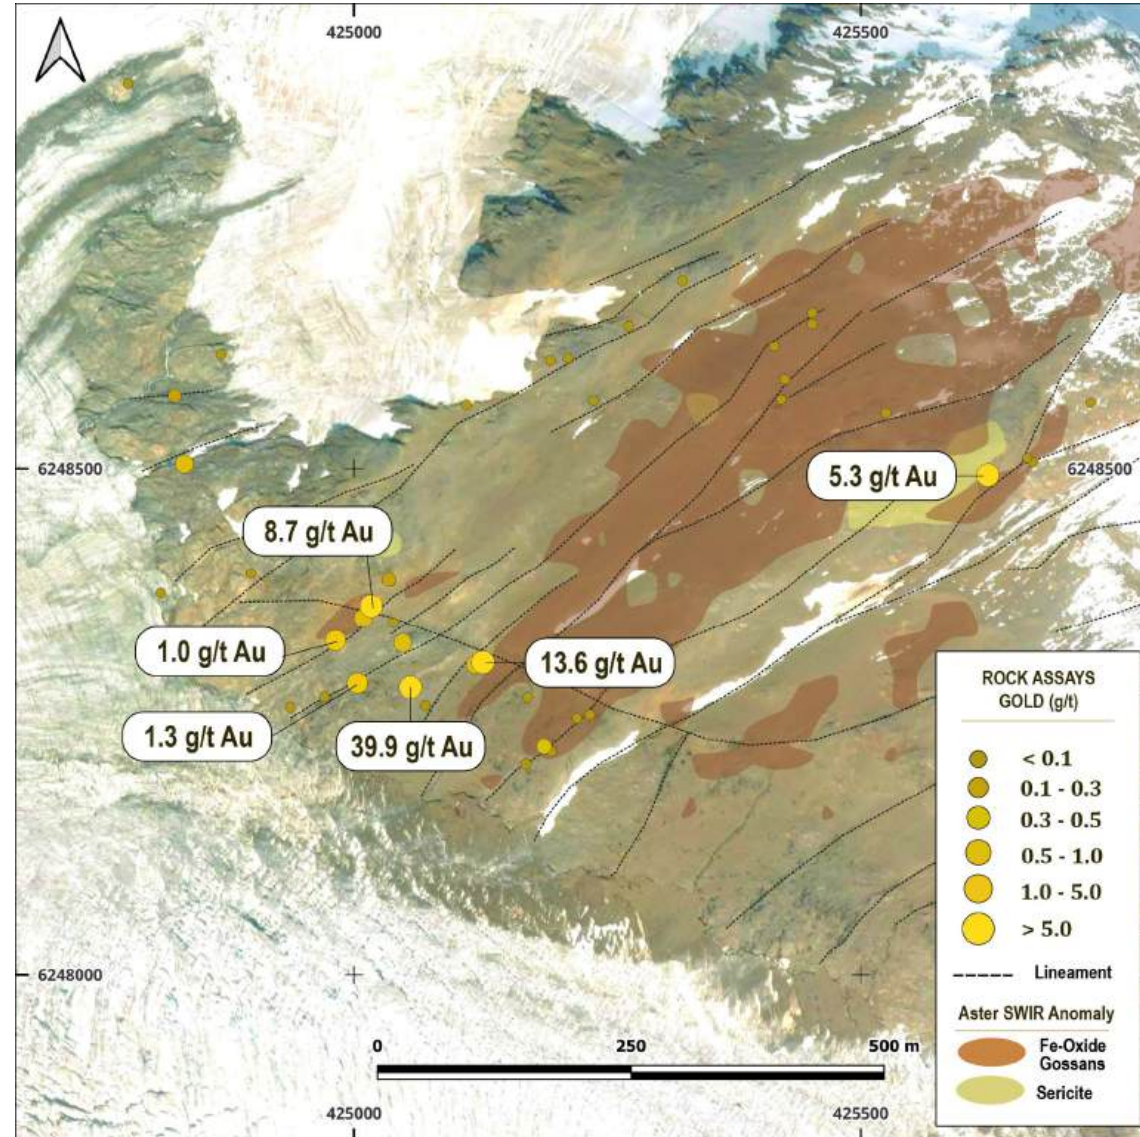 425000
425500
6248500
6248500
5.3 g/t Au
8.7 g/t Au
1.0 g/t Au
13.6 g/t Au
1.3 g/t Au
39.9 g/t Au
ROCK ASSAYS
GOLD (g/t)
< 0.1
0.1 - 0.3
0.3 - 0.5
0.5 - 1.0
1.0 - 5.0
> 5.0
Lineament
Aster SWIR Anomaly
Fe-Oxide
Gossans
Sericite
6248000
0
250
500 m
425000
425500